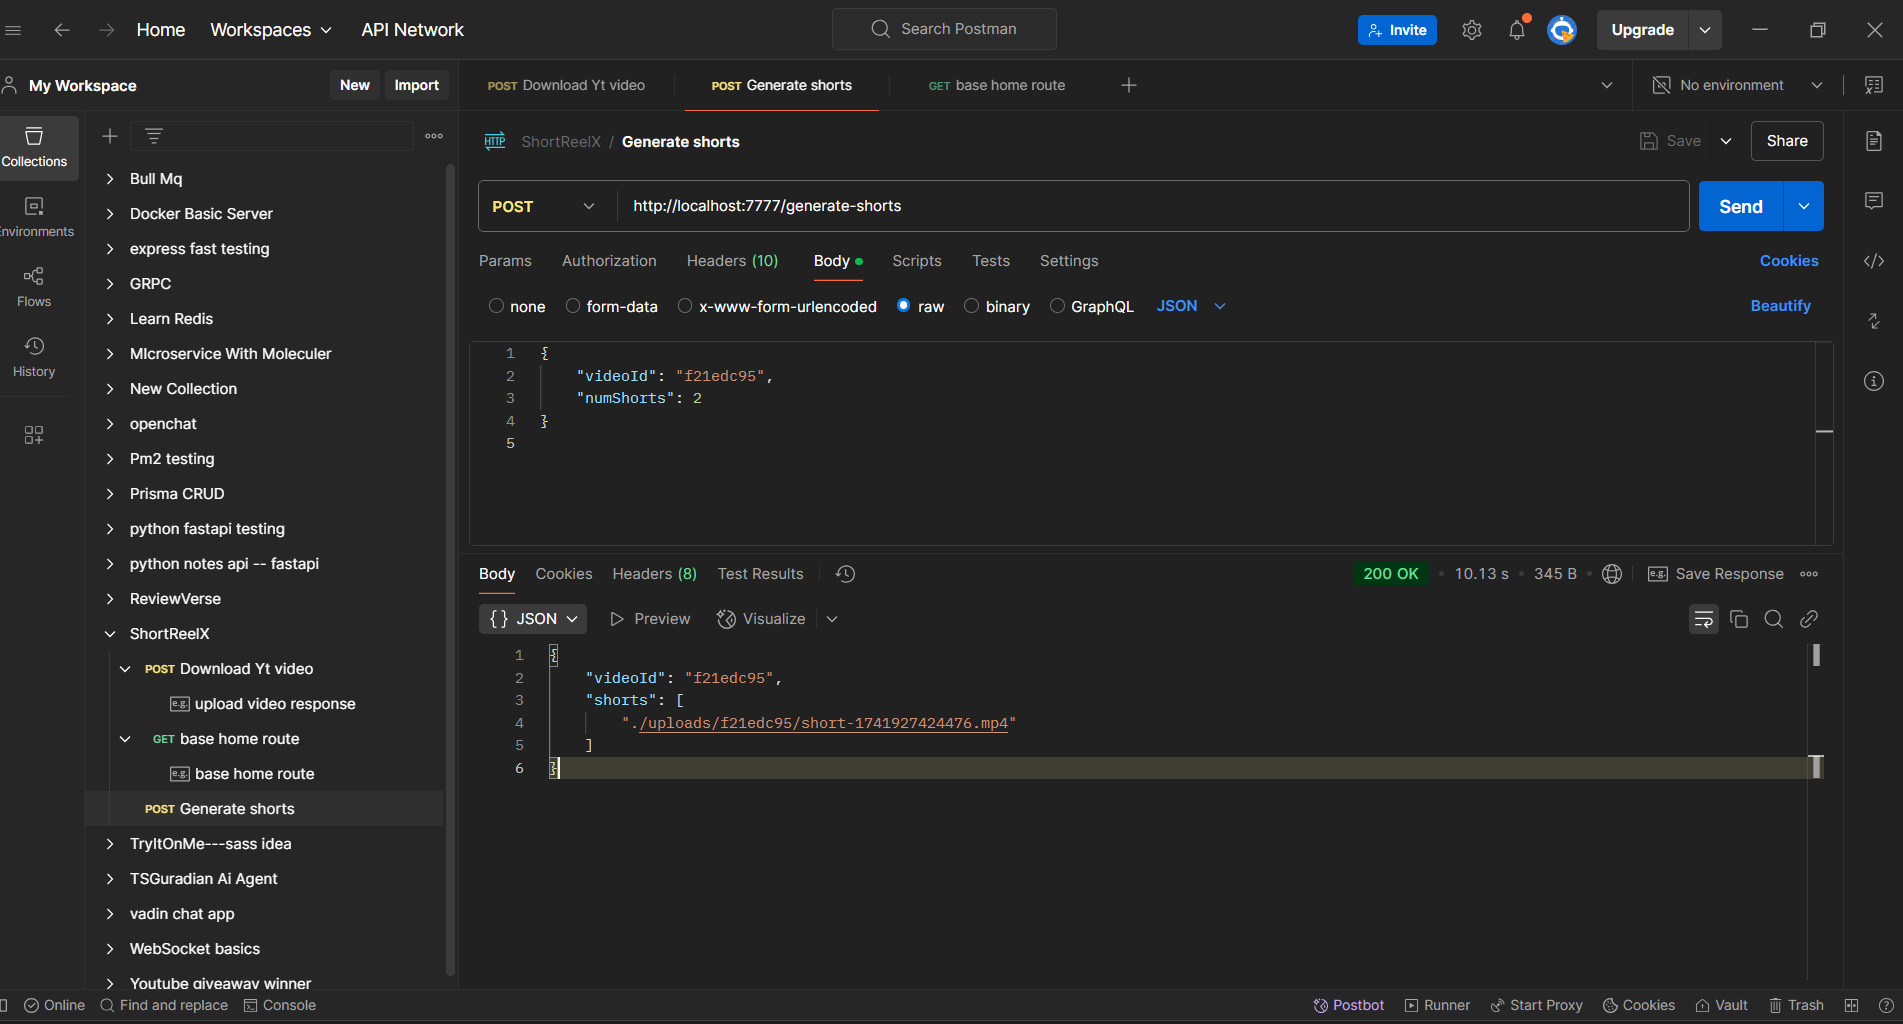 Home Workspaces API Network
Search Postman
Invite
Upgrade
My Workspace
New Import
POST Download Yt video
POST Generate shorts
GET base home route
No environment
Collections
Environments
Flows
History
Bull Mq
Docker Basic Server
express fast testing
GRPC
Learn Redis
MIcroservice With Moleculer
New Collection
openchat
Pm2 testing
Prisma CRUD
python fastapi testing
python notes api -- fastapi
ReviewVerse
ShortReelX
POST Download Yt video
e.g. upload video response
GET base home route
e.g. base home route
POST Generate shorts
TryItOnMe---sass idea
TSGuradian Ai Agent
vadin chat app
WebSocket basics
Youtube giveaway winner
HTTP ShortReelX / Generate shorts
Save
Share
POST http://localhost:7777/generate-shorts
Send
Params Authorization Headers (10) Body Scripts Tests Settings
Cookies
none form-data x-www-form-urlencoded raw binary GraphQL JSON
Beautify
1 {
2 "videoId": "f21edc95",
3 "numShorts": 2
4 }
5
Body Cookies Headers (8) Test Results
200 OK • 10.13 s • 345 B • e.g. Save Response
{} JSON Preview Visualize
1 {
2 "videoId": "f21edc95",
3 "shorts": [
4 "./uploads/f21edc95/short-1741927424476.mp4"
5 ]
6 }
Online Find and replace Console
Postbot Runner Start Proxy Cookies Vault Trash